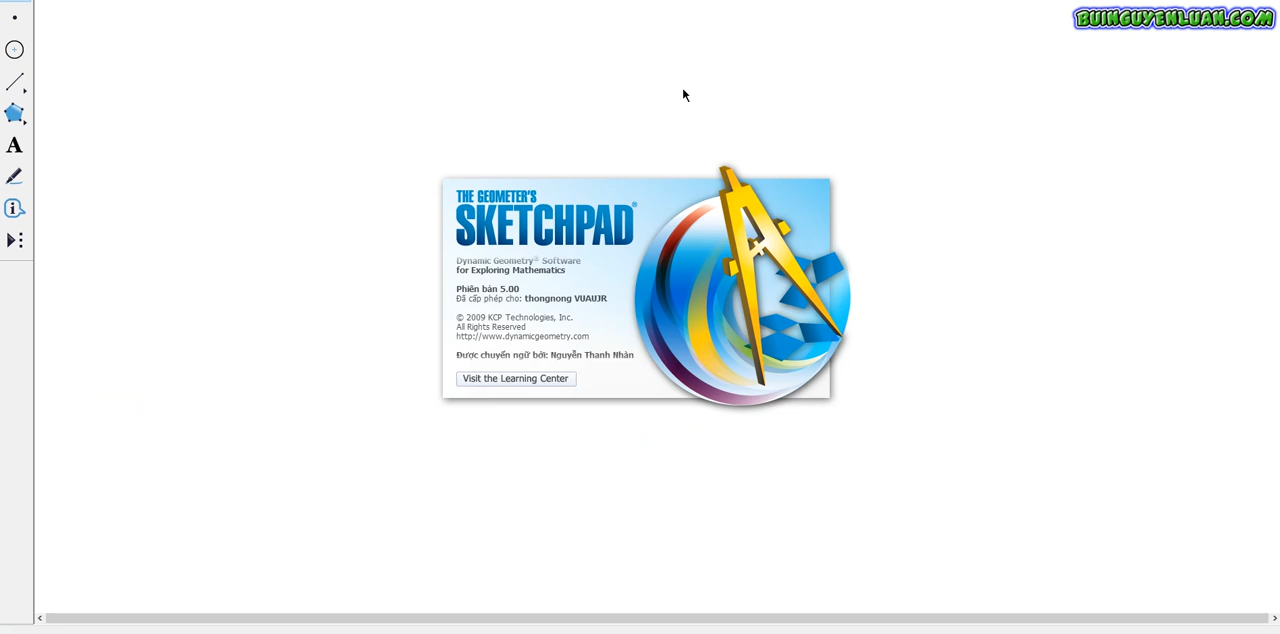 BUINGUYENLUAN.COM
A
THE GEOMETER'S
SKETCHPAD®
Dynamic Geometry® Software
for Exploring Mathematics
Phiên bản 5.00
Đã cấp phép cho: thongnong VUAUJR
© 2009 KCP Technologies, Inc.
All Rights Reserved
http://www.dynamicgeometry.com
Được chuyển ngữ bởi: Nguyễn Thanh Nhàn
Visit the Learning Center